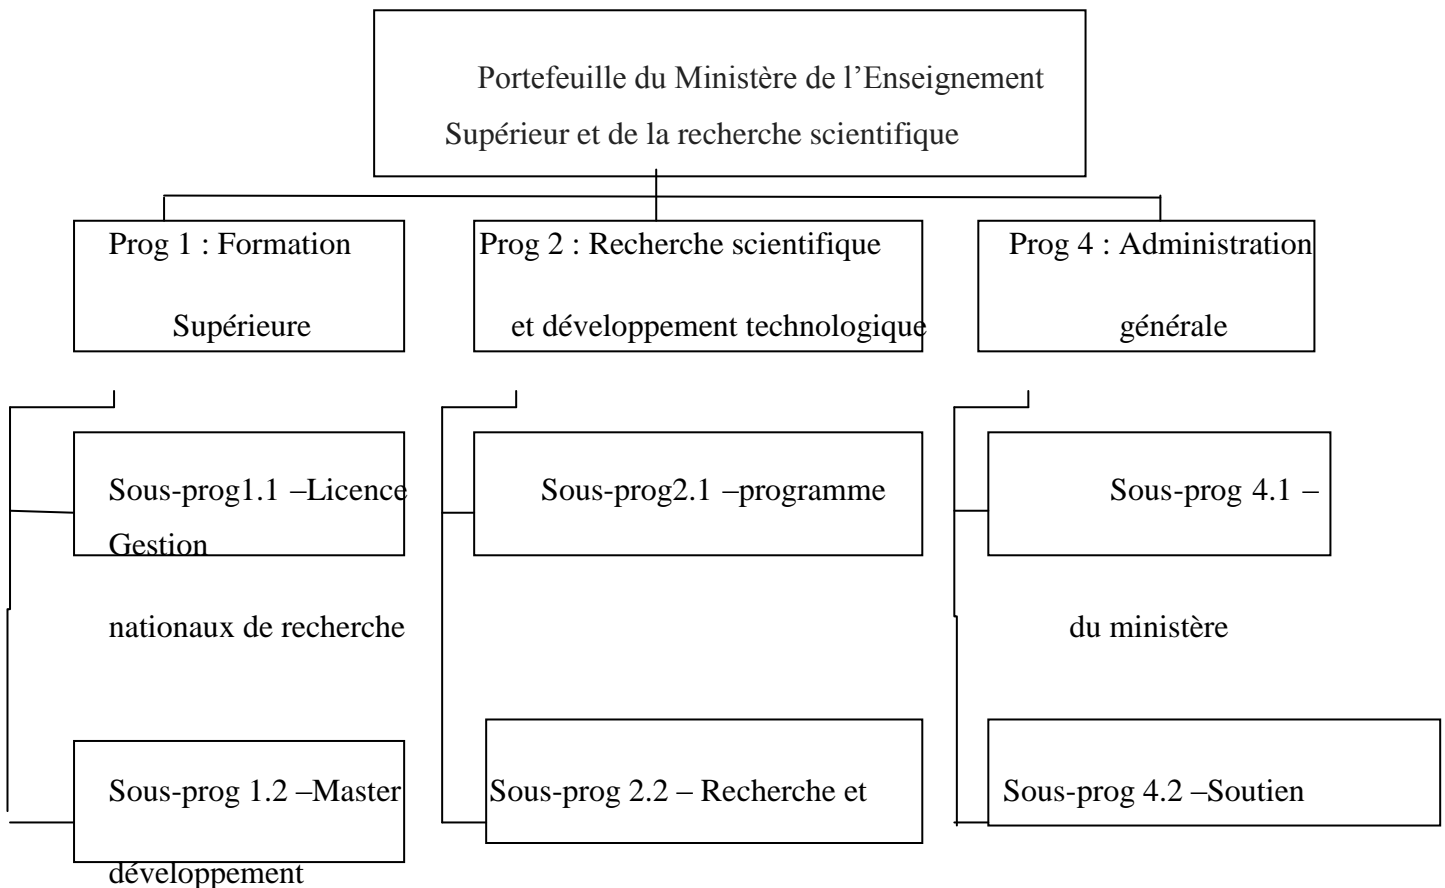 Portefeuille du Ministère de l’Enseignement
Supérieur et de la recherche scientifique
Prog 1 : Formation
Supérieure
Prog 2 : Recherche scientifique
et développement technologique
Prog 4 : Administration
générale
Sous-prog1.1 –Licence Sous-prog2.1 –programme Sous-prog 4.1 –
Gestion
nationaux de recherche du ministère
Sous-prog 1.2 –Master Sous-prog 2.2 – Recherche et Sous-prog 4.2 –Soutien
développement